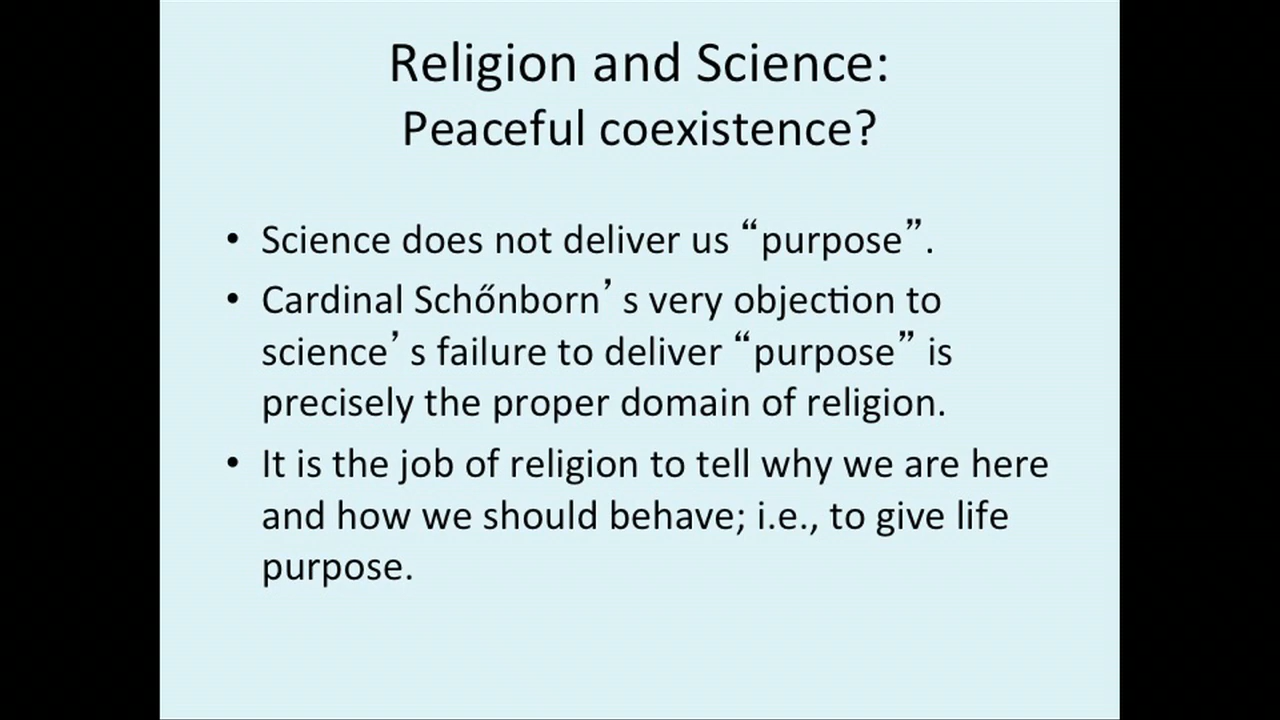 Religion and Science:
Peaceful coexistence?
• Science does not deliver us “purpose”.
• Cardinal Schőnborn’s very objection to
science’s failure to deliver “purpose” is
precisely the proper domain of religion.
• It is the job of religion to tell why we are here
and how we should behave; i.e., to give life
purpose.